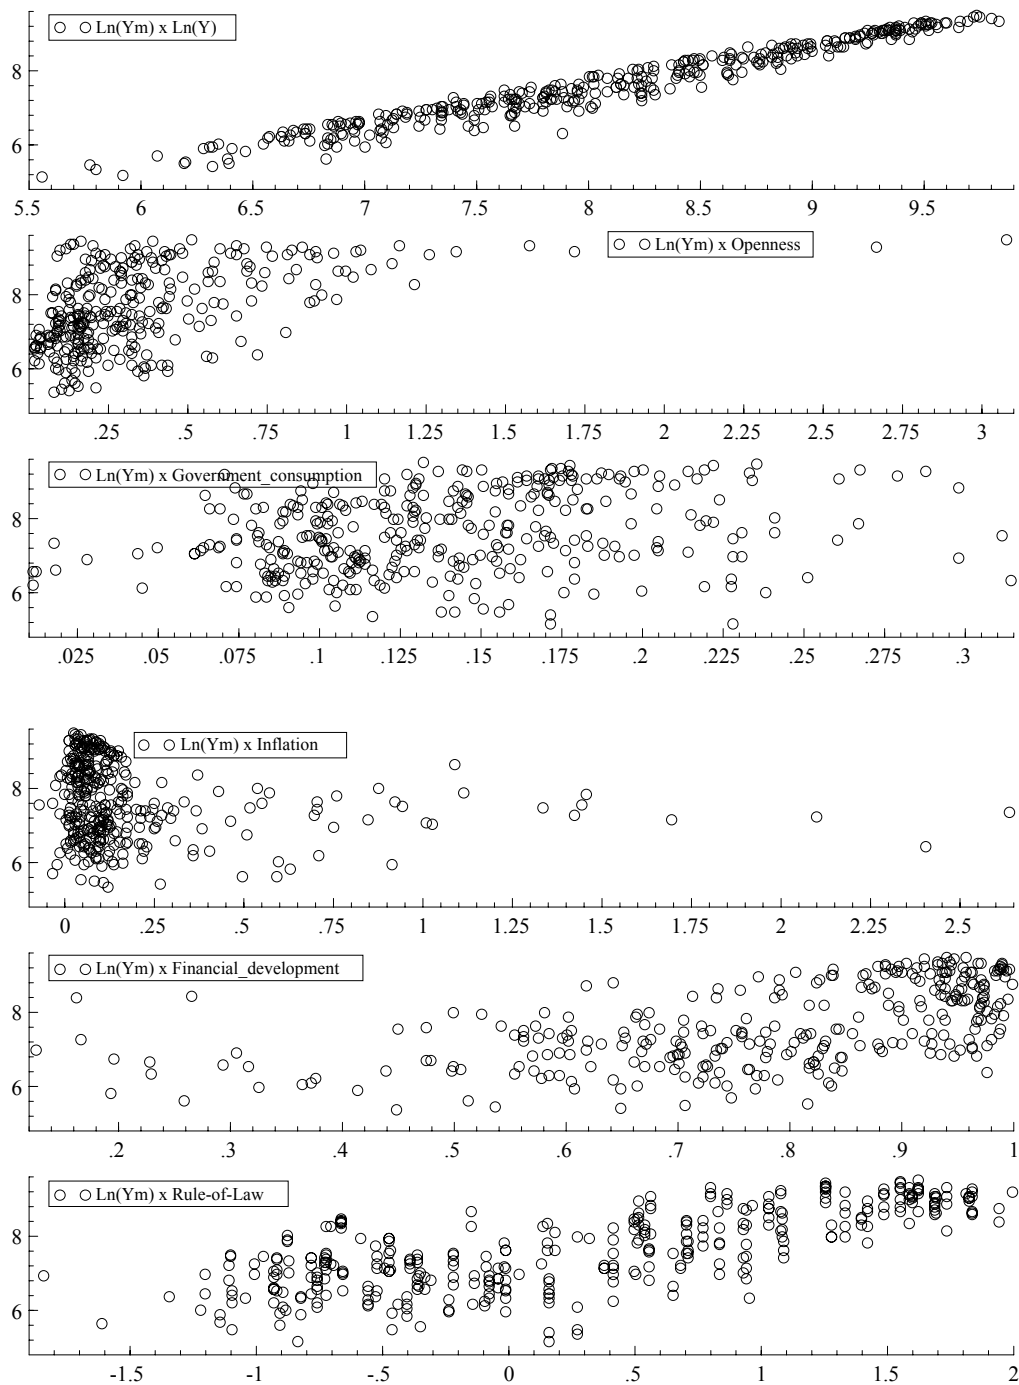 Ln(Ym) x Ln(Y)
8
6
5.5 6 6.5 7 7.5 8 8.5 9 9.5
Ln(Ym) x Openness
8
6
.25 .5 .75 1 1.25 1.5 1.75 2 2.25 2.5 2.75 3
Ln(Ym) x Government_consumption
8
6
.025 .05 .075 .1 .125 .15 .175 .2 .225 .25 .275 .3
Ln(Ym) x Inflation
8
6
0 .25 .5 .75 1 1.25 1.5 1.75 2 2.25 2.5
Ln(Ym) x Financial_development
8
6
.2 .3 .4 .5 .6 .7 .8 .9 1
Ln(Ym) x Rule-of-Law
8
6
-1.5 -1 -.5 0 .5 1 1.5 2